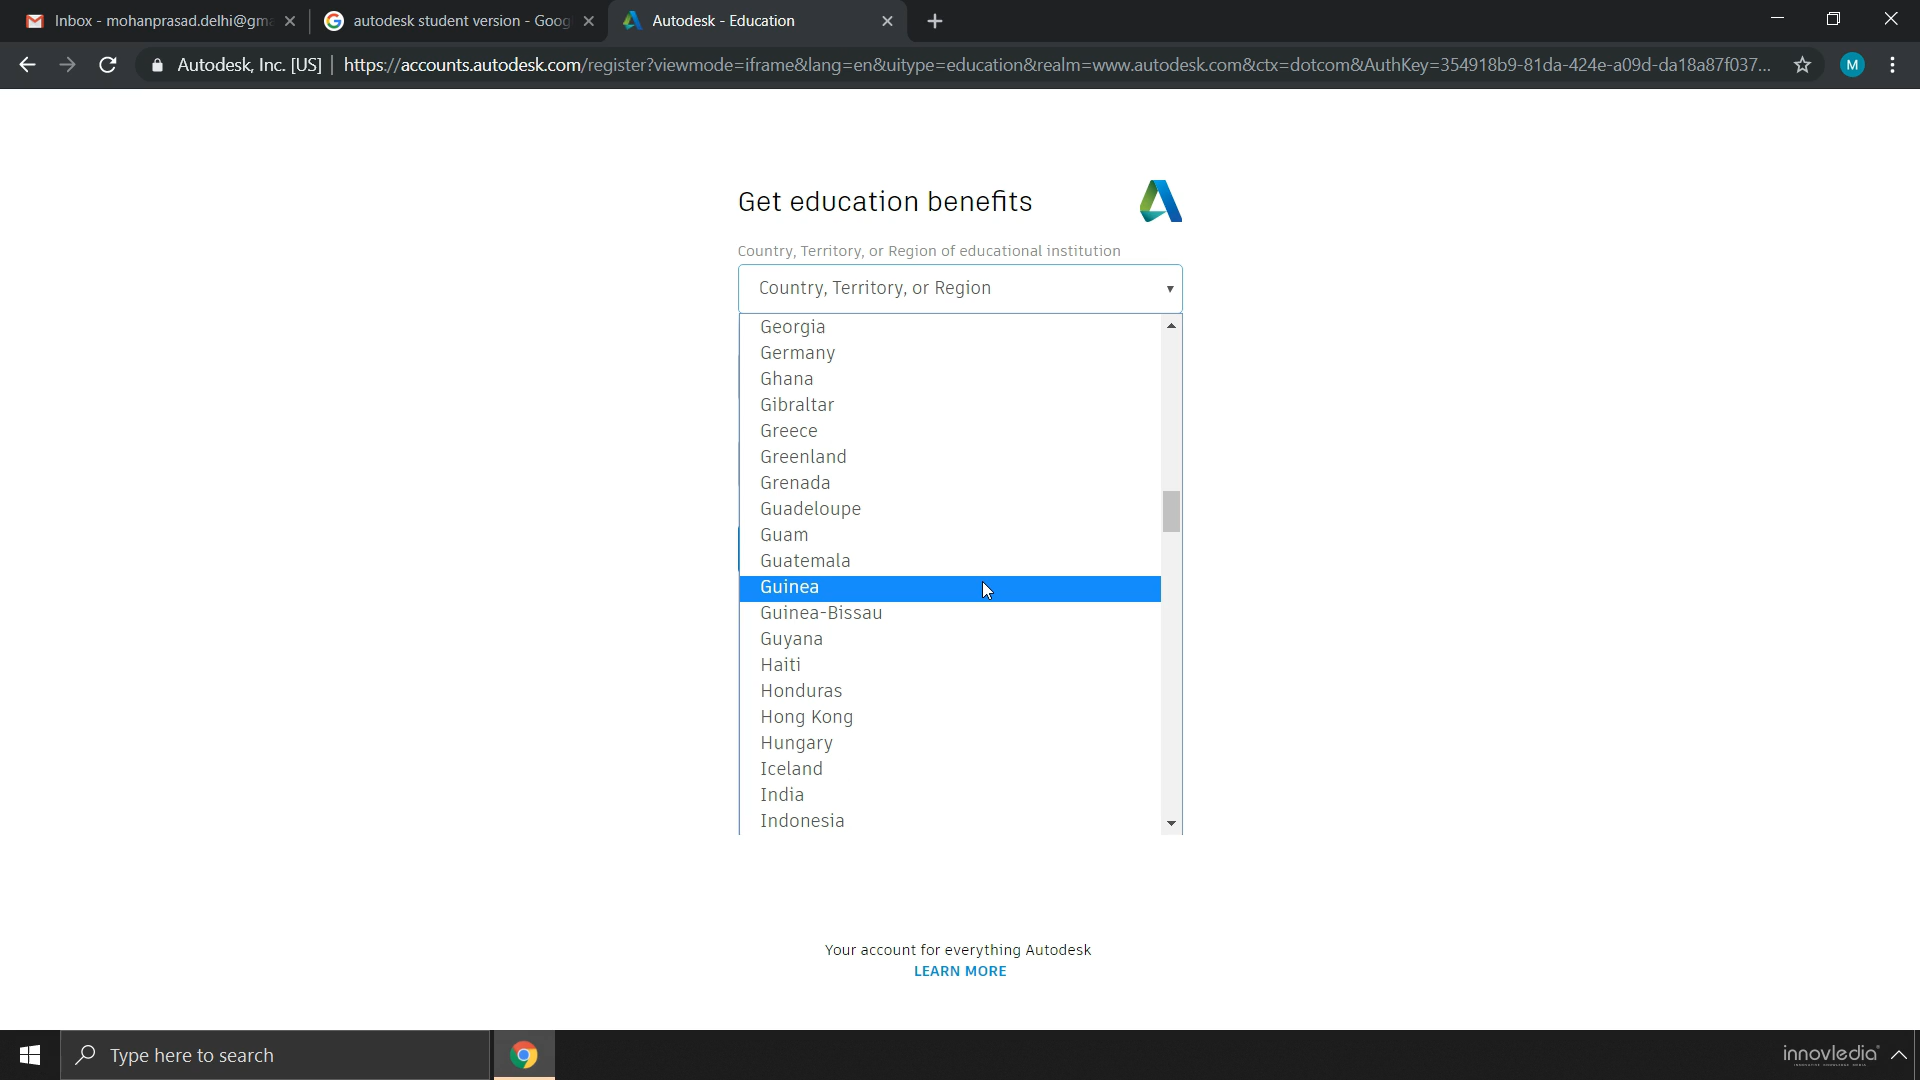 Inbox - mohanprasad.delhi@gma
autodesk student version - Goog
Autodesk - Education
Autodesk, Inc. [US] | https://accounts.autodesk.com/register?viewmode=iframe&lang=en&uitype=education&realm=www.autodesk.com&ctx=dotcom&AuthKey=354918b9-81da-424e-a09d-da18a87f037...
M
Get education benefits
Country, Territory, or Region of educational institution
Country, Territory, or Region
Georgia
Germany
Ghana
Gibraltar
Greece
Greenland
Grenada
Guadeloupe
Guam
Guatemala
Guinea
Guinea-Bissau
Guyana
Haiti
Honduras
Hong Kong
Hungary
Iceland
India
Indonesia
Your account for everything Autodesk
LEARN MORE
Type here to search
innovledia